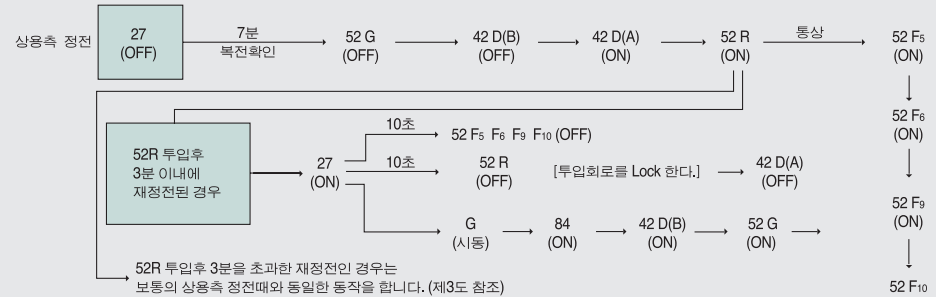 상용측 정전
27
(OFF)
7분
복전확인
52 G
(OFF)
42 D(B)
(OFF)
42 D(A)
(ON)
52 R
(ON)
통상
52 F5
(ON)
52 F6
(ON)
52 F9
(ON)
52 F10
52R 투입후
3분 이내에
재정전된 경우
27
(ON)
10초
52 F5 F6 F9 F10 (OFF)
10초
52 R
(OFF)
[투입회로를 Lock 한다.]
42 D(A)
(OFF)
G
(시동)
84
(ON)
42 D(B)
(ON)
52 G
(ON)
52R 투입후 3분을 초과한 재정전인 경우는
보통의 상용측 정전때와 동일한 동작을 합니다. (제3도 참조)